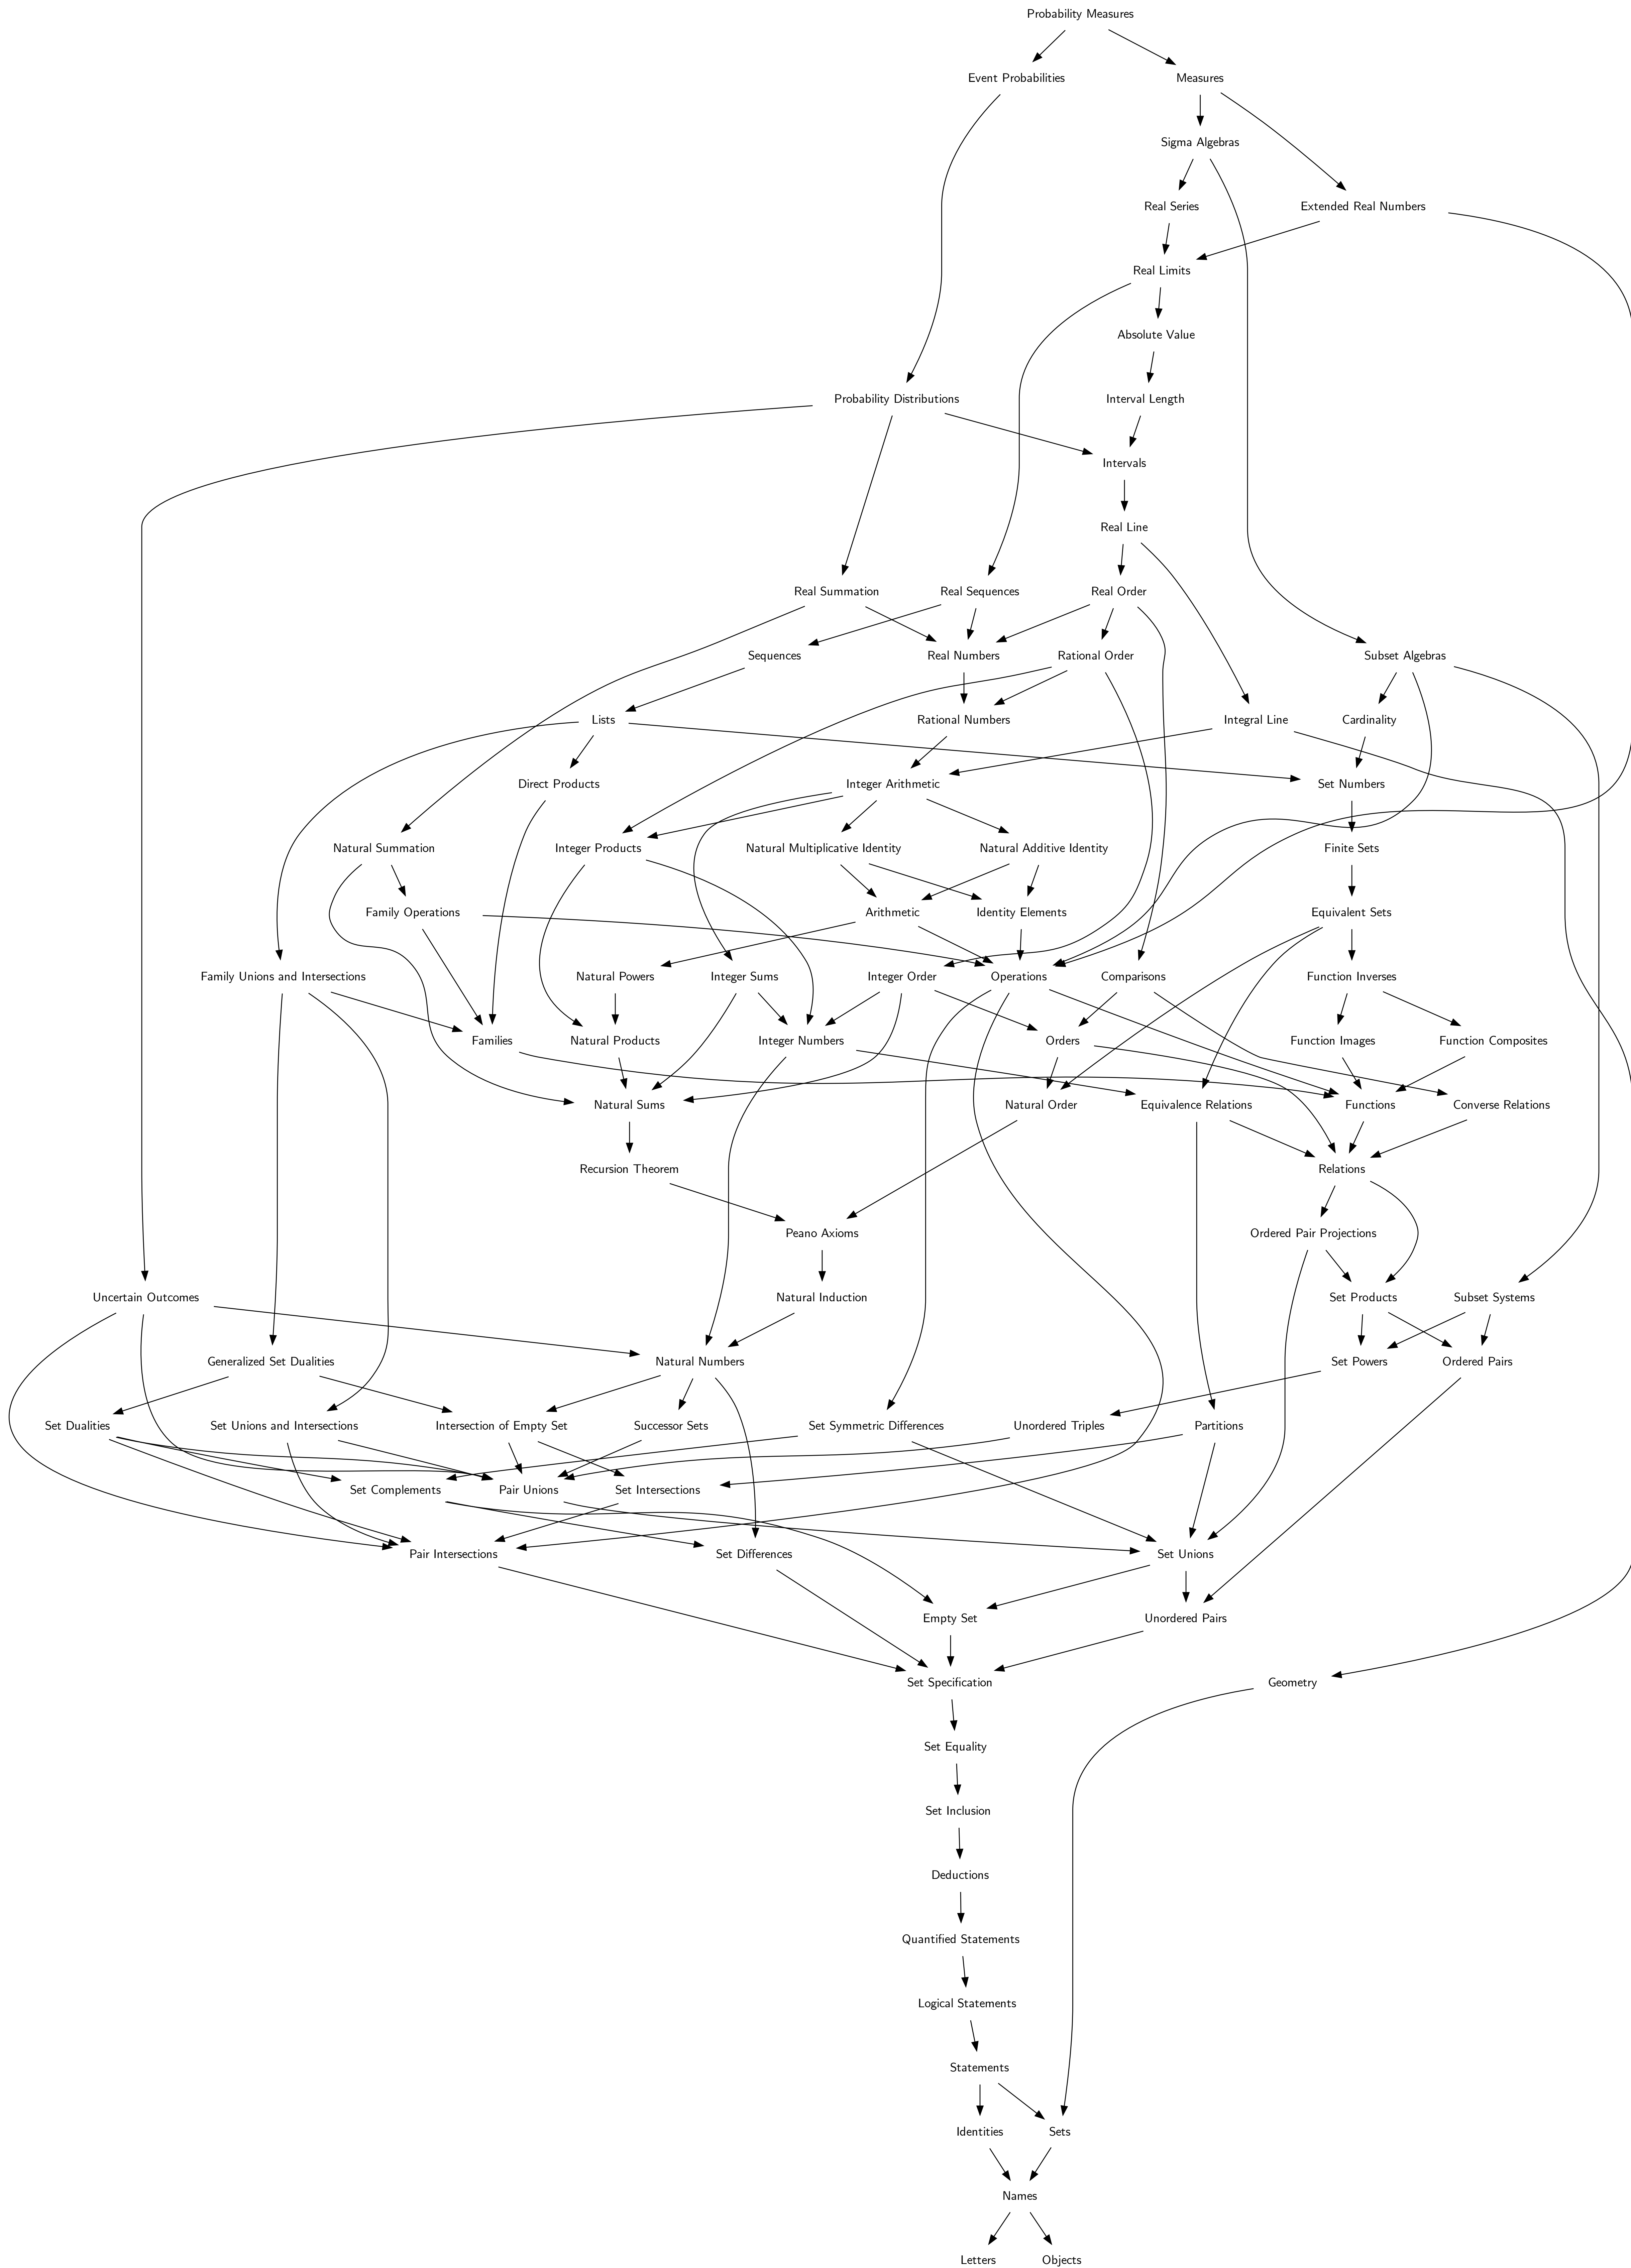 Probability Measures
Event Probabilities
Measures
Sigma Algebras
Real Series
Extended Real Numbers
Real Limits
Absolute Value
Probability Distributions
Interval Length
Intervals
Real Line
Real Summation
Real Sequences
Real Order
Sequences
Real Numbers
Rational Order
Subset Algebras
Lists
Rational Numbers
Integral Line
Cardinality
Direct Products
Integer Arithmetic
Set Numbers
Natural Summation
Integer Products
Natural Multiplicative Identity
Natural Additive Identity
Finite Sets
Family Operations
Arithmetic
Identity Elements
Equivalent Sets
Family Unions and Intersections
Natural Powers
Integer Sums
Integer Order
Operations
Comparisons
Function Inverses
Families
Natural Products
Integer Numbers
Orders
Function Images
Function Composites
Natural Sums
Natural Order
Equivalence Relations
Functions
Converse Relations
Recursion Theorem
Relations
Peano Axioms
Ordered Pair Projections
Uncertain Outcomes
Natural Induction
Set Products
Subset Systems
Generalized Set Dualities
Natural Numbers
Set Powers
Ordered Pairs
Set Dualities
Set Unions and Intersections
Intersection of Empty Set
Successor Sets
Set Symmetric Differences
Unordered Triples
Partitions
Set Complements
Pair Unions
Set Intersections
Pair Intersections
Set Differences
Set Unions
Empty Set
Unordered Pairs
Set Specification
Geometry
Set Equality
Set Inclusion
Deductions
Quantified Statements
Logical Statements
Statements
Identities
Sets
Names
Letters
Objects